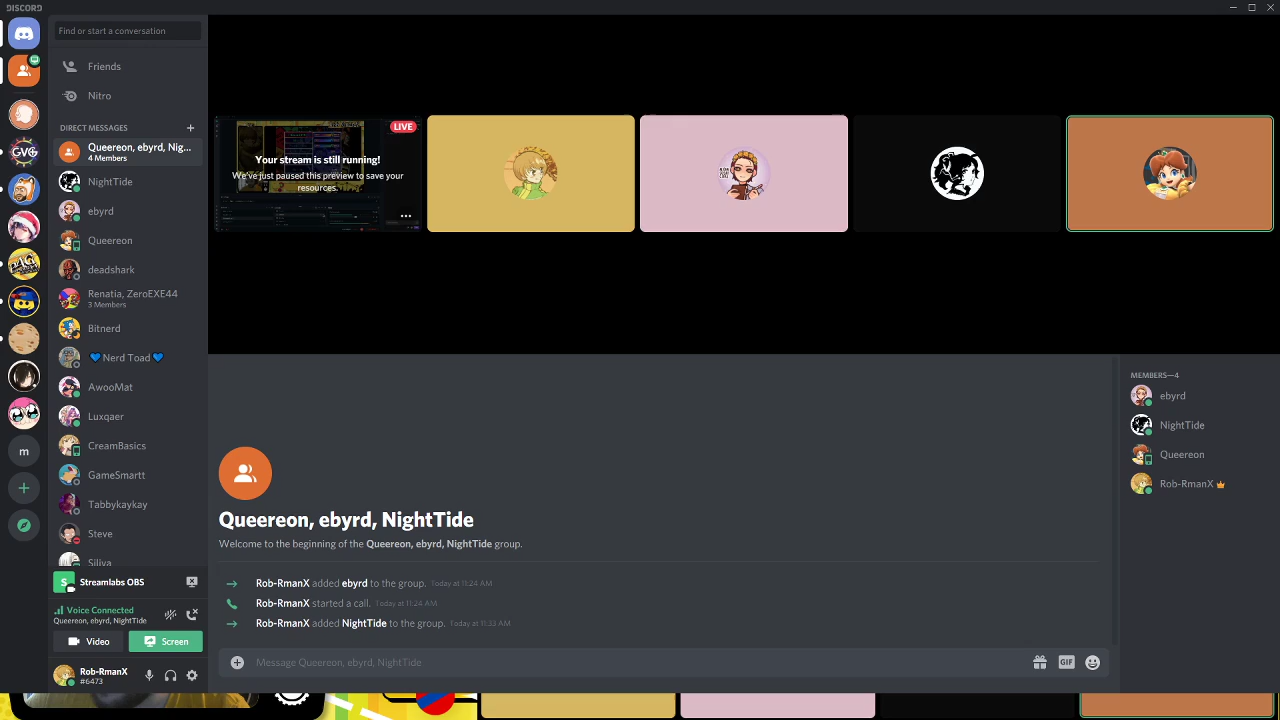 DISCORD
Find or start a conversation
Friends
Nitro
DIRECT MESSAGES
Queereon, ebyrd, Nig...
4 Members
NightTide
ebyrd
Queereon
deadshark
Renatia, ZeroEXE44
3 Members
Bitnerd
💙Nerd Toad💙
AwooMat
Luxqaer
CreamBasics
GameSmartt
Tabbykaykay
Steve
Siliva
Streamlabs OBS
Voice Connected
Queereon, ebyrd, NightTide
Video
Screen
Rob-RmanX
#6473
GVG
m
S
LIVE
Your stream is still running!
We've just paused this preview to save your
resources.
Queereon, ebyrd, NightTide
Welcome to the beginning of the Queereon, ebyrd, NightTide group.
Rob-RmanX added ebyrd to the group. Today at 11:24 AM
Rob-RmanX started a call. Today at 11:24 AM
Rob-RmanX added NightTide to the group. Today at 11:33 AM
Message Queereon, ebyrd, NightTide
GIF
MEMBERS—4
ebyrd
NightTide
Queereon
Rob-RmanX